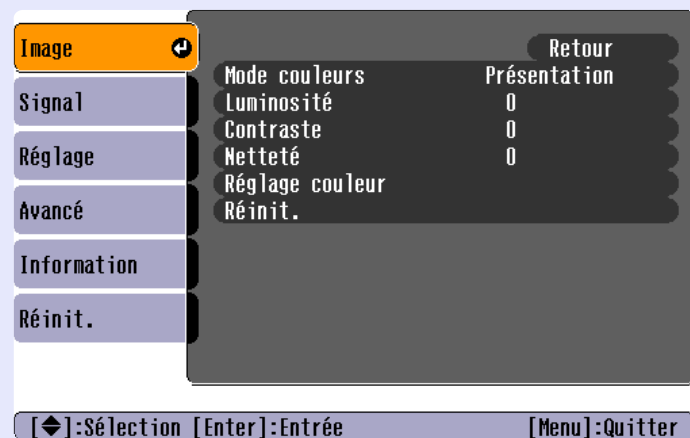 Image
Signal
Réglage
Avancé
Information
Réinit.
Retour
Mode couleurs Présentation
Luminosité 0
Contraste 0
Netteté 0
Réglage couleur
Réinit.
[◆]:Sélection [Enter]:Entrée [Menu]:Quitter